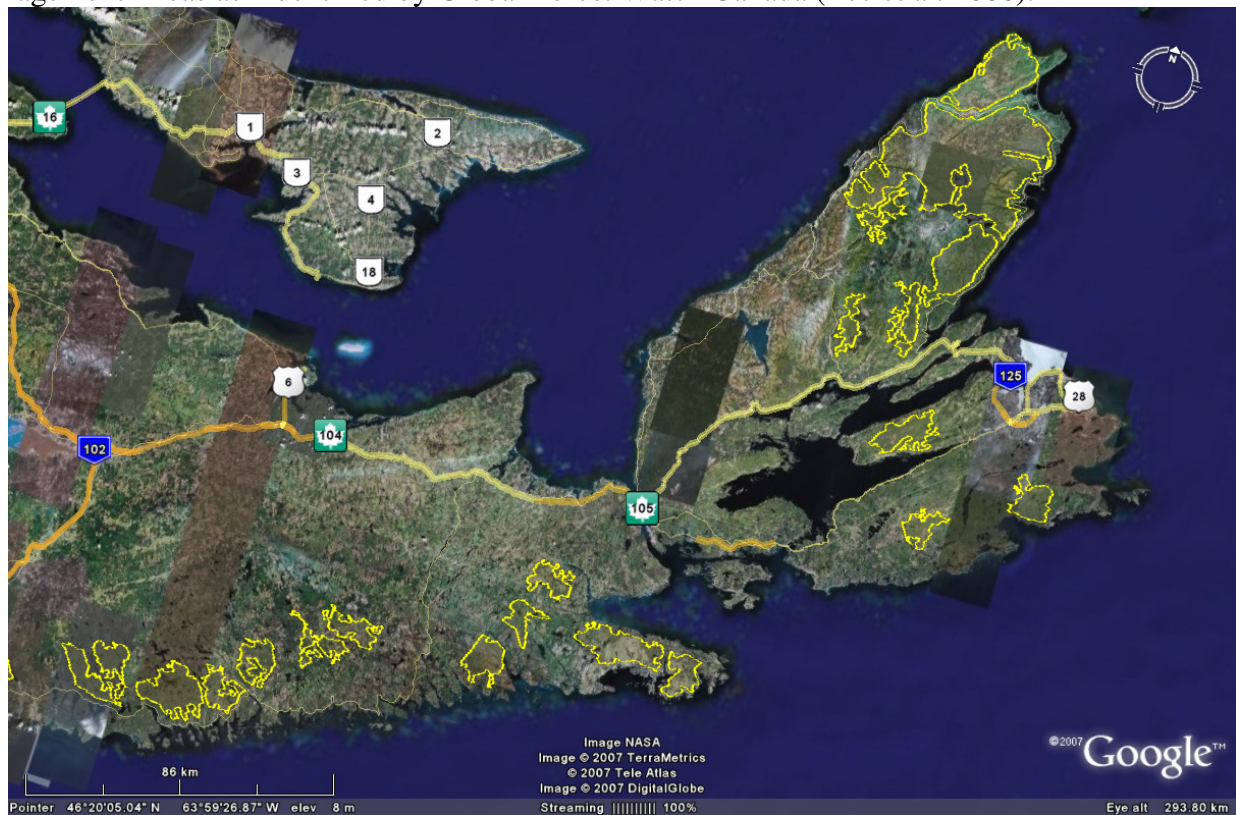 N
16
1
2
3
4
18
6
125
28
104
102
105
Image NASA
Image © 2007 TerraMetrics
© 2007 Tele Atlas
Image © 2007 DigitalGlobe
©2007 Google™
86 km
Pointer 46°20'05.04" N 63°59'26.87" W elev 8 m Streaming |||||||||| 100% Eye alt 293.80 km